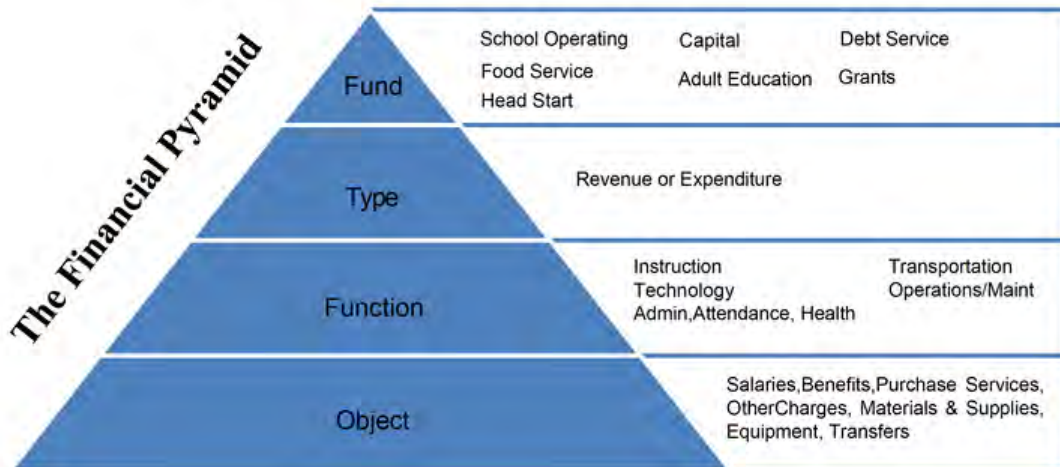 The Financial Pyramid
Fund
School Operating
Capital
Debt Service
Food Service
Adult Education
Grants
Head Start
Type
Revenue or Expenditure
Function
Instruction
Transportation
Technology
Operations/Maint
Admin,Attendance, Health
Object
Salaries,Benefits,Purchase Services,
OtherCharges, Materials & Supplies,
Equipment, Transfers